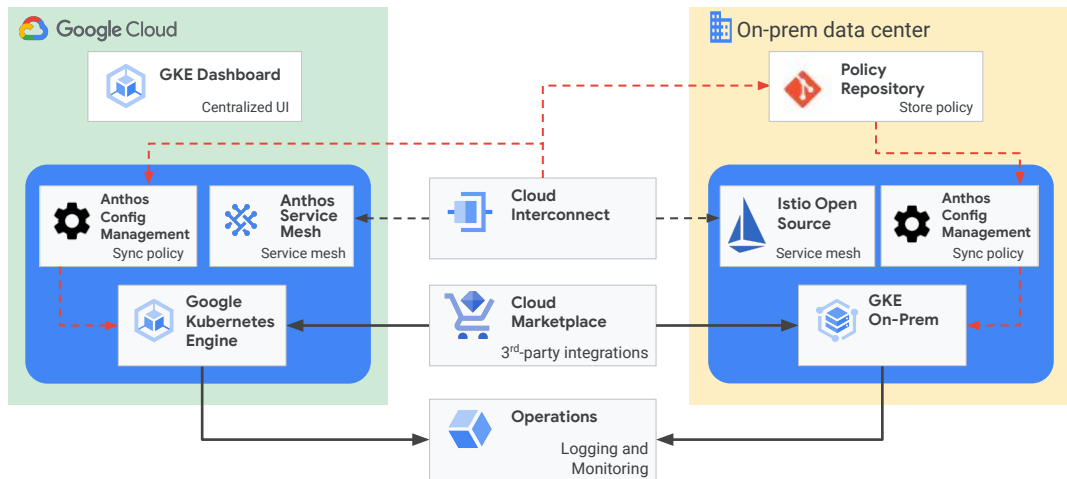 Google Cloud
GKE Dashboard
Centralized UI
Anthos
Config
Management
Sync policy
Anthos
Service
Mesh
Service mesh
Google
Kubernetes
Engine
Cloud
Interconnect
Cloud
Marketplace
3rd-party integrations
Operations
Logging and
Monitoring
On-prem data center
Policy
Repository
Store policy
Istio Open
Source
Service mesh
Anthos
Config
Management
Sync policy
GKE
On-Prem